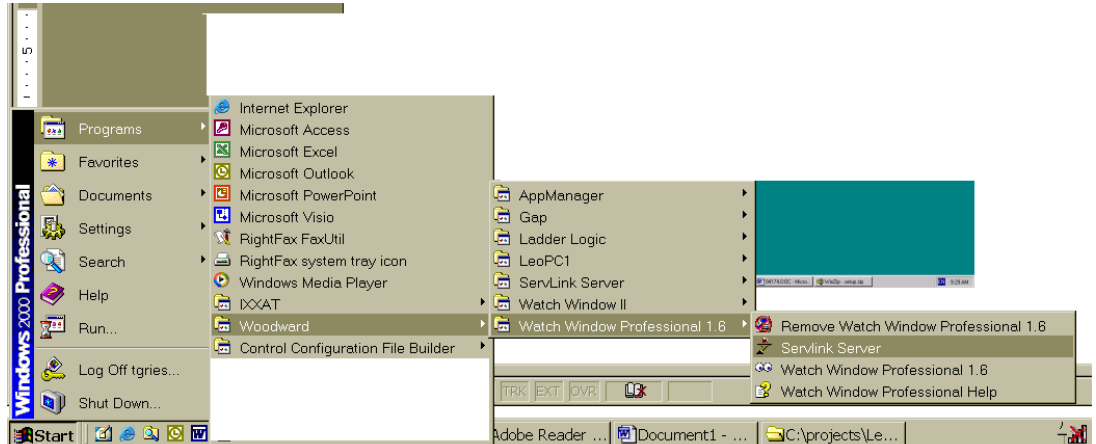 5
Windows 2000 Professional
Programs
Favorites
Documents
Settings
Search
Help
Run...
Log Off tgries...
Shut Down...
Internet Explorer
Microsoft Access
Microsoft Excel
Microsoft Outlook
Microsoft PowerPoint
Microsoft Visio
RightFax FaxUtil
RightFax system tray icon
Windows Media Player
IXXAT
Woodward
Control Configuration File Builder
AppManager
Gap
Ladder Logic
LeoPC1
ServLink Server
Watch Window II
Watch Window Professional 1.6
Remove Watch Window Professional 1.6
Servlink Server
Watch Window Professional 1.6
Watch Window Professional Help
TRK EXT OVR
Start
Adobe Reader ...
Document1 - ...
C:\projects\Le...